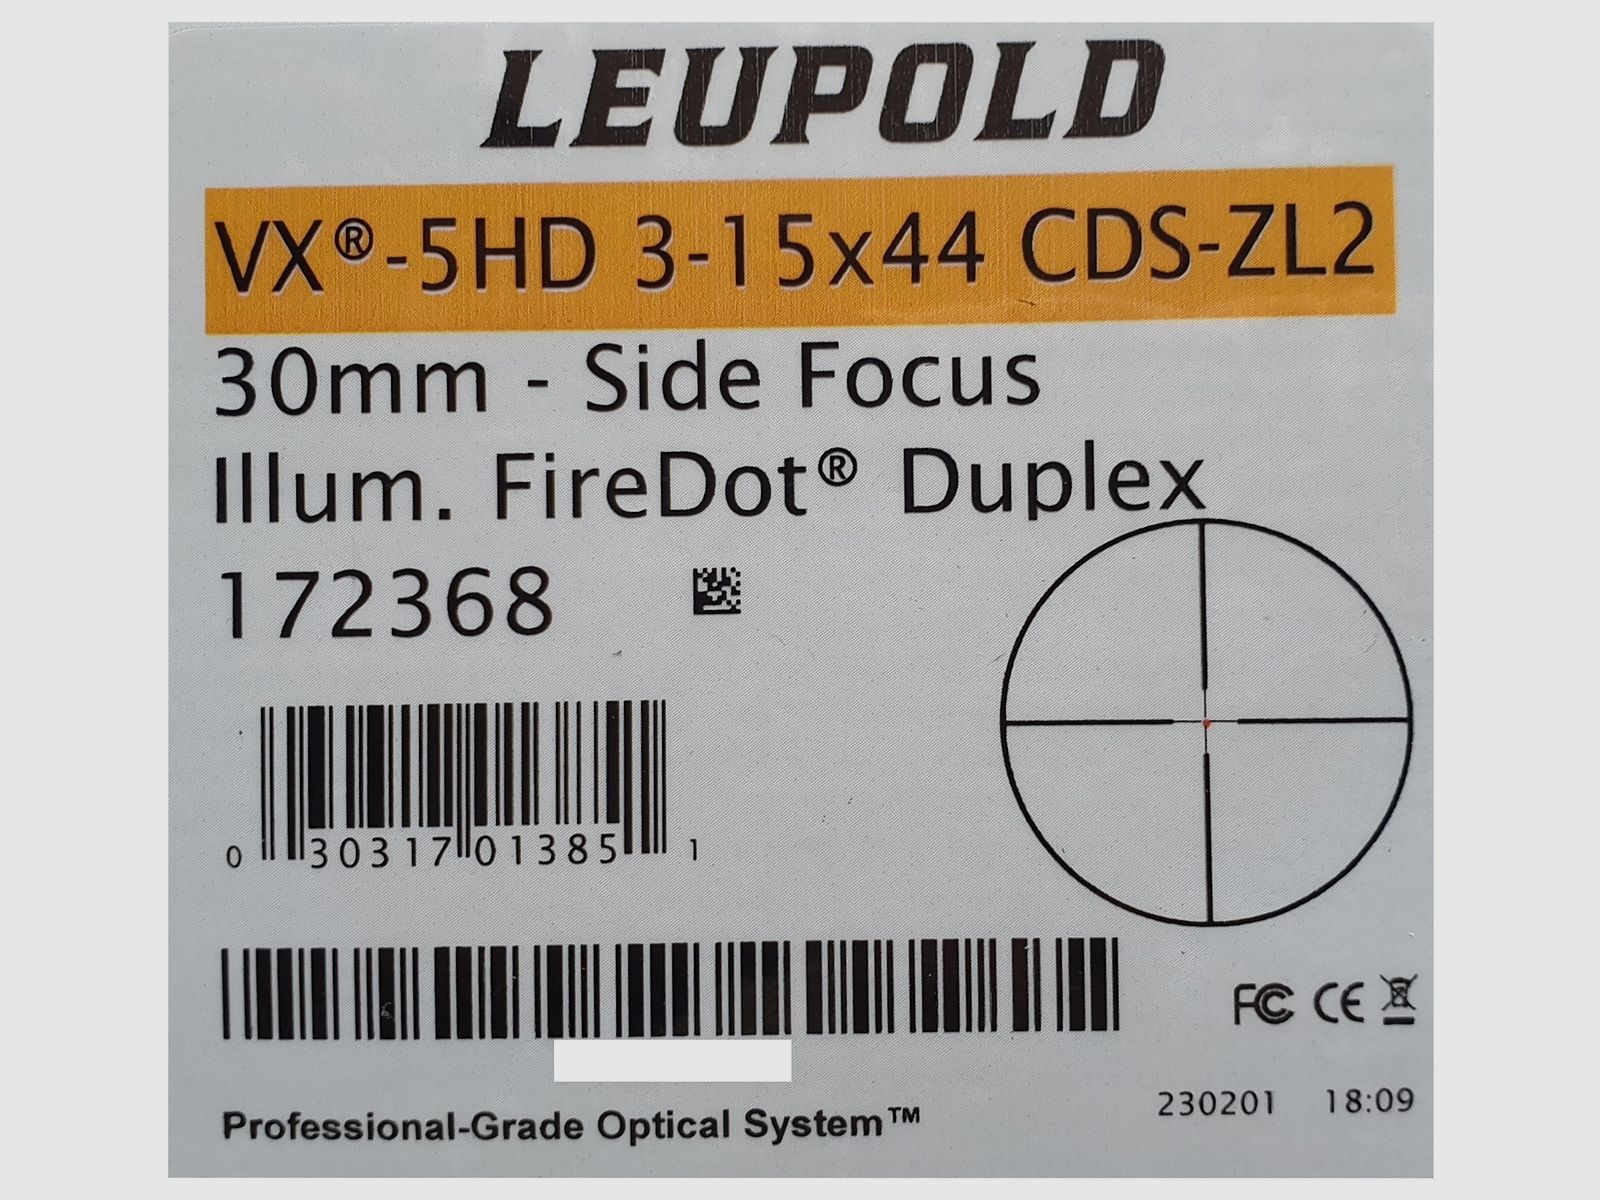 LEUPOLD
VX®-5HD 3-15x44 CDS-ZL2
30mm - Side Focus
Illum. FireDot® Duplex
172368
0 30317 01385 1
FC CE
Professional-Grade Optical System™
230201 18:09